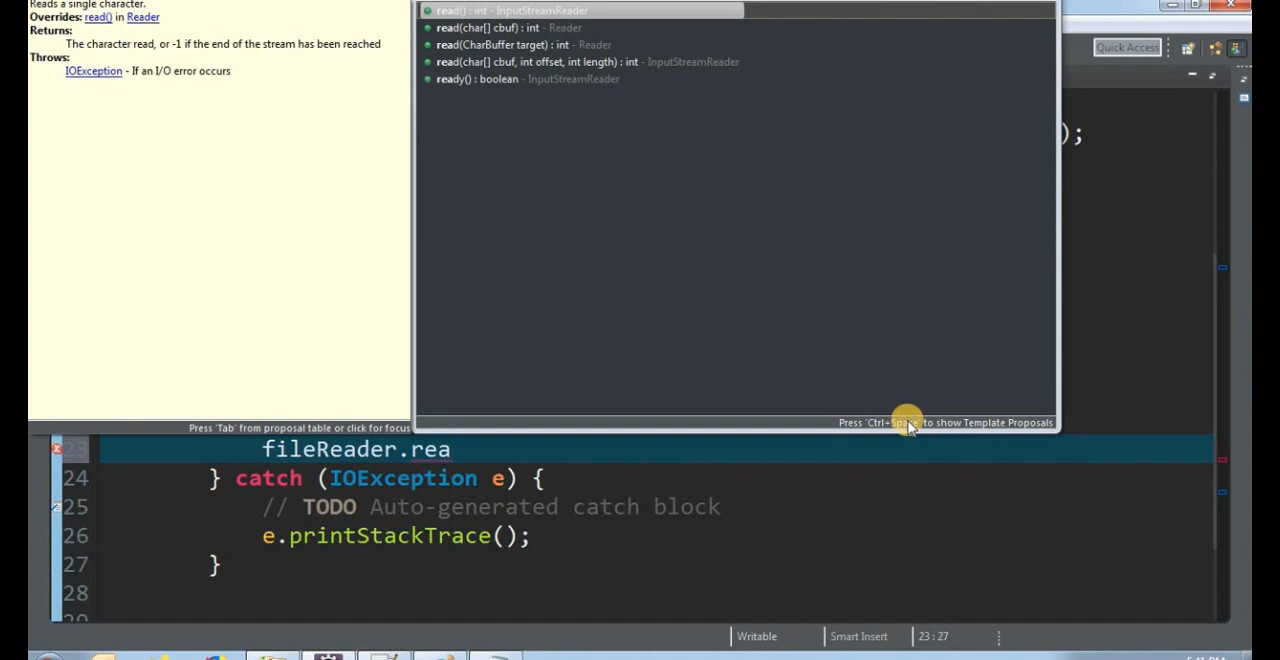 Reads a single character.
Overrides: read() in Reader
Returns:
The character read, or -1 if the end of the stream has been reached
Throws:
IOException - If an I/O error occurs
Press 'Tab' from proposal table or click for focus
read() : int - InputStreamReader
read(char[] cbuf) : int - Reader
read(CharBuffer target) : int - Reader
read(char[] cbuf, int offset, int length) : int - InputStreamReader
ready() : boolean - InputStreamReader
Press 'Ctrl+Space' to show Template Proposals
Quick Access
);
23 fileReader.rea
24 } catch (IOException e) {
25 // TODO Auto-generated catch block
26 e.printStackTrace();
27 }
28
Writable
Smart Insert
23 : 27